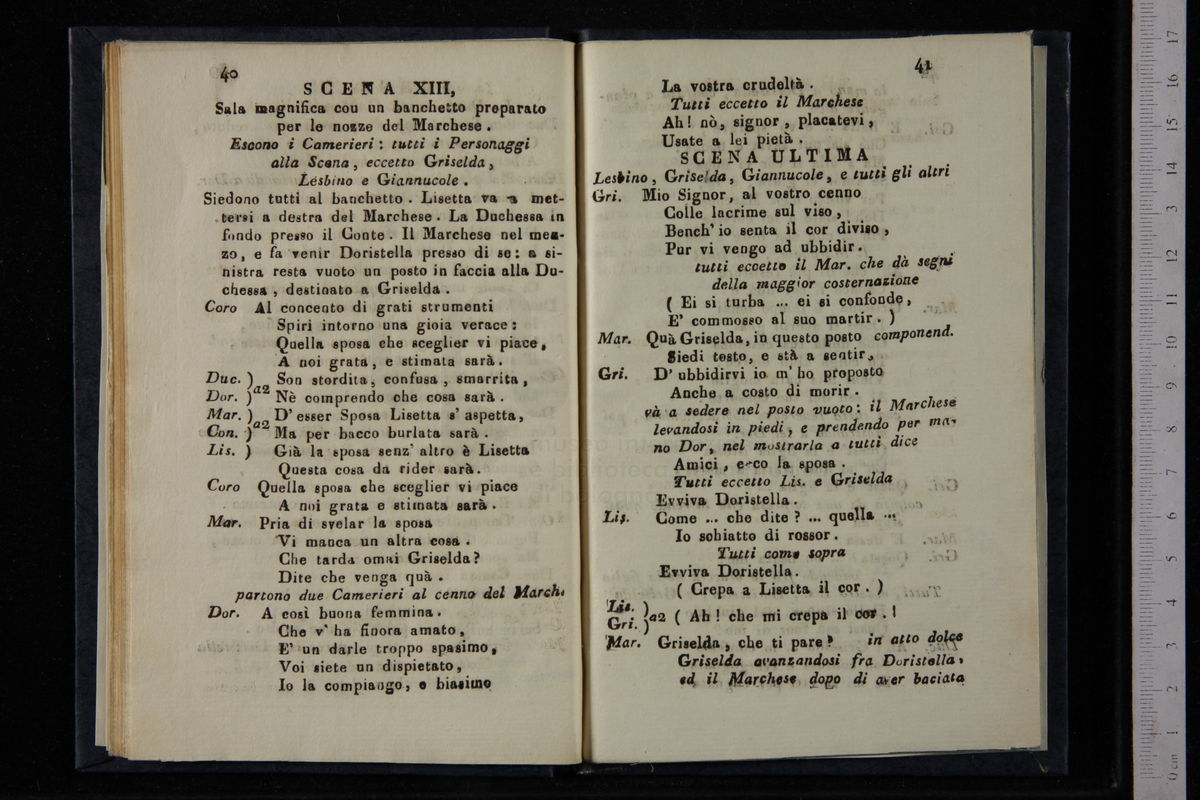 40
SCENA XIII,
Sala magnifica cou un banchetto preparato
per le nozze del Marchese .
Escono i Camerieri : tutti i Personaggi
alla Scena , eccetto Griselda ,
Lesbino e Giannucole .
Siedono tutti al banchetto . Lisetta va a met-
tersi a destra del Marchese . La Duchessa in
fondo presso il Conte . Il Marchese nel mez-
zo , e fa venir Doristella presso di se : a si-
nistra resta vuoto un posto in faccia alla Du-
chessa , destinato a Griselda .
Coro Al concento di grati strumenti
Spiri intorno una gioia verace :
Quella sposa che sceglier vi piace ,
A noi grata , e stimata sarà .
Duc. ) a2 Son stordita , confusa , smarrita ,
Dor. ) Nè comprendo che cosa sarà .
Mar. ) a2 D' esser Sposa Lisetta s' aspetta ,
Con. ) Ma per bacco burlata sarà .
Lis. ) Già la sposa senz' altro è Lisetta
Questa cosa da rider sarà .
Coro Quella sposa che sceglier vi piace
A noi grata e stimata sarà .
Mar. Pria di svelar la sposa
Vi manca un altra cosa .
Che tarda omai Griselda ?
Dite che venga quà .
partono due Camerieri al cenno del March.
Dor. A così buona femmina .
Che v' ha finora amato ,
E' un darle troppo spasimo ,
Voi siete un dispietato ,
Io la compiango , e biasimo
41
La vostra crudeltà .
Tutti eccetto il Marchese
Ah ! nò , signor , placatevi ,
Usate a lei pietà .
SCENA ULTIMA
Lesbino , Griselda , Giannucole , e tutti gli altri
Gri. Mio Signor , al vostro cenno
Colle lacrime sul viso ,
Bench' io senta il cor diviso ,
Pur vi vengo ad ubbidir .
tutti eccetto il Mar. che dà segni
della maggior costernazione
( Ei si turba ... ei si confonde ,
E' commosso al suo martir . )
Mar. Quà Griselda , in questo posto componend.
Siedi tosto , e stà a sentir .
Gri. D' ubbidirvi io m' ho proposto
Anche a costo di morir .
và a sedere nel posto vuoto : il Marchese
levandosi in piedi , e prendendo per ma-
no Dor , nel mostrarla a tutti dice
Amici , ecco la sposa .
Tutti eccetto Lis. e Griselda
Evviva Doristella .
Lis. Come ... che dite ? ... quella ...
Io schiatto di rossor .
Tutti come sopra
Evviva Doristella .
( Crepa a Lisetta il cor . )
Lis. )
Gri. ) a2 ( Ah ! che mi crepa il cor . !
Mar. Griselda , che ti pare ? in atto dolce
Griselda avanzandosi fra Doristella ,
ed il Marchese dopo di aver baciata